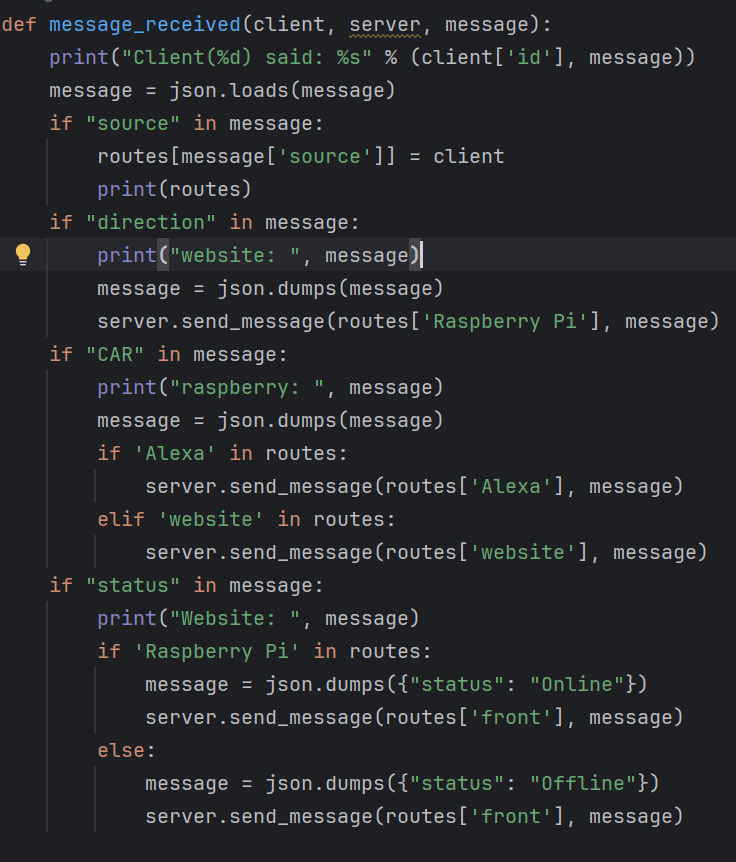 def message_received(client, server, message):
    print("Client(%d) said: %s" % (client['id'], message))
    message = json.loads(message)
    if "source" in message:
        routes[message['source']] = client
        print(routes)
    if "direction" in message:
        print("website: ", message)
        message = json.dumps(message)
        server.send_message(routes['Raspberry Pi'], message)
    if "CAR" in message:
        print("raspberry: ", message)
        message = json.dumps(message)
        if 'Alexa' in routes:
            server.send_message(routes['Alexa'], message)
        elif 'website' in routes:
            server.send_message(routes['website'], message)
    if "status" in message:
        print("Website: ", message)
        if 'Raspberry Pi' in routes:
            message = json.dumps({"status": "Online"})
            server.send_message(routes['front'], message)
        else:
            message = json.dumps({"status": "Offline"})
            server.send_message(routes['front'], message)